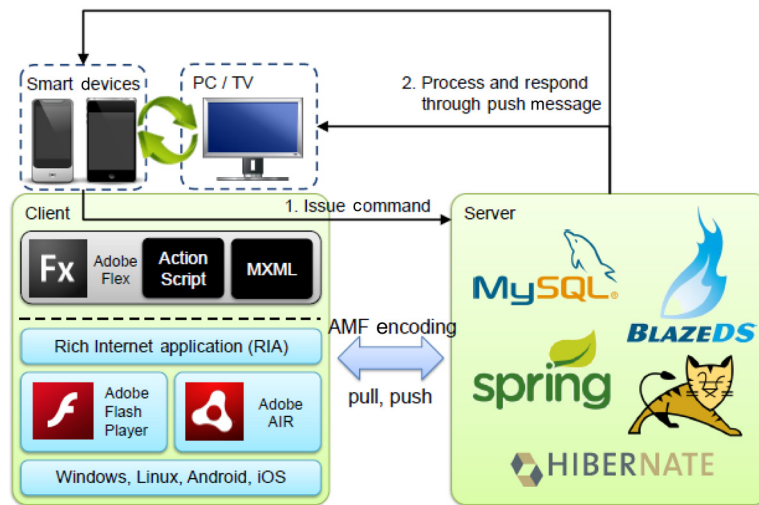 Smart devices
PC / TV
2. Process and respond
through push message
1. Issue command
Client
Server
Fx
Adobe
Flex
Action
Script
MXML
MySQL®
BLAZEDS
Rich Internet application (RIA)
AMF encoding
pull, push
Adobe
Flash
Player
Adobe
AIR
spring
Windows, Linux, Android, iOS
HIBERNATE